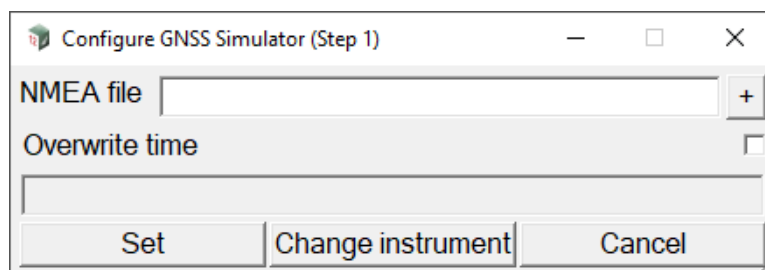 Configure GNSS Simulator (Step 1)
NMEA file +
Overwrite time
Set Change instrument Cancel